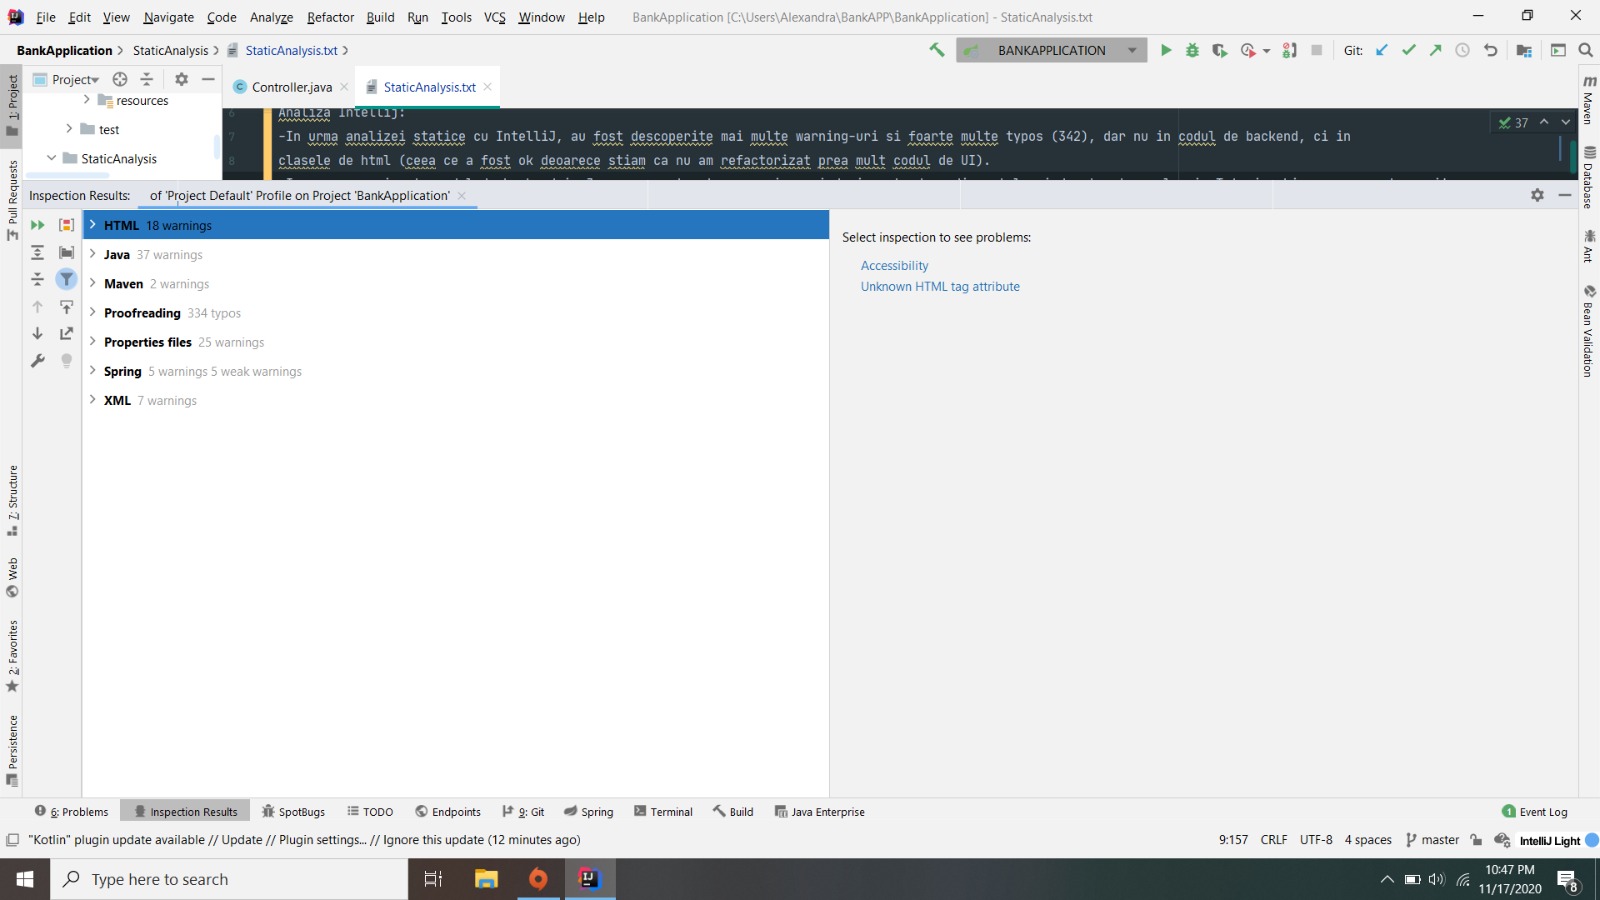 File Edit View Navigate Code Analyze Refactor Build Run Tools VCS Window Help BankApplication [C:\Users\Alexandra\BankAPP\BankApplication] - StaticAnalysis.txt
BankApplication StaticAnalysis StaticAnalysis.txt BANKAPPLICATION Git:
Project Controller.java StaticAnalysis.txt
resources
test
StaticAnalysis
6 Analiza IntelliJ:
7 -In urma analizei statice cu IntelliJ, au fost descoperite mai multe warning-uri si foarte multe typos (342), dar nu in codul de backend, ci in
8 clasele de html (ceea ce a fost ok deoarece stiam ca nu am refactorizat prea mult codul de UI).
37
Inspection Results: of 'Project Default' Profile on Project 'BankApplication'
HTML 18 warnings
Java 37 warnings
Maven 2 warnings
Proofreading 334 typos
Properties files 25 warnings
Spring 5 warnings 5 weak warnings
XML 7 warnings
Select inspection to see problems:
Accessibility
Unknown HTML tag attribute
1: Project
Pull Requests
7: Structure
Web
2: Favorites
Persistence
m
Maven
Database
Ant
Bean Validation
6: Problems Inspection Results SpotBugs TODO Endpoints 9: Git Spring Terminal Build Java Enterprise 1 Event Log
"Kotlin" plugin update available // Update // Plugin settings... // Ignore this update (12 minutes ago) 9:157 CRLF UTF-8 4 spaces master IntelliJ Light
Type here to search
10:47 PM
11/17/2020
8